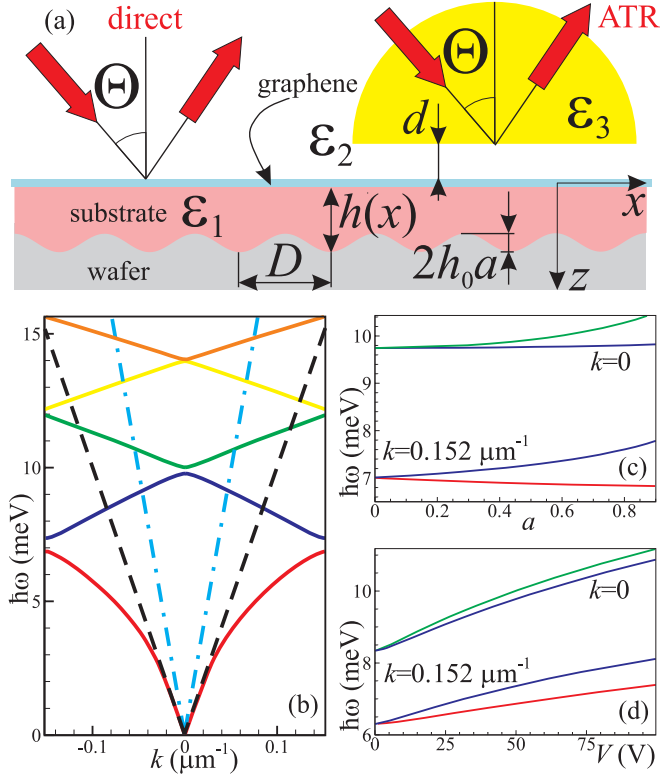 (a) direct ATR
Θ Θ
graphene
ε₂ d ε₃
substrate ε₁ h(x) x
wafer D 2h₀a z
15
10
5
0
ħω (meV)
-0.1 0 0.1
k (μm⁻¹)
(b)
10
9
8
7
ħω (meV)
k=0
k=0.152 μm⁻¹
(c)
0 0.2 0.4 0.6 0.8
a
10
8
6
ħω (meV)
k=0
k=0.152 μm⁻¹
(d)
0 25 50 75 V (V)